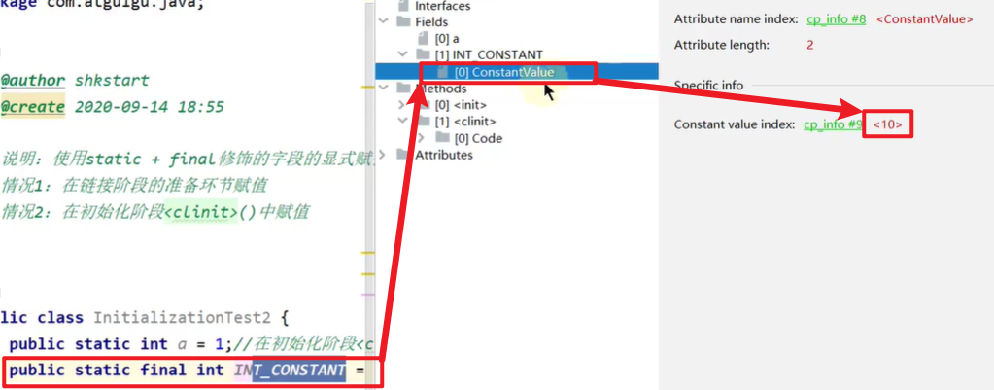 kage com.atguigu.java;
@author shkstart
@create 2020-09-14 18:55
说明：使用static + final修饰的字段的显式赋
情况1：在链接阶段的准备环节赋值
情况2：在初始化阶段<clinit>()中赋值
lic class InitializationTest2 {
public static int a = 1;//在初始化阶段<c
public static final int INT_CONSTANT =
Interfaces
Fields
[0] a
[1] INT_CONSTANT
[0] ConstantValue
Methods
[0] <init>
[1] <clinit>
[0] Code
Attributes
Attribute name index: cp_info #8 <ConstantValue>
Attribute length: 2
Specific info
Constant value index: cp_info #9 <10>